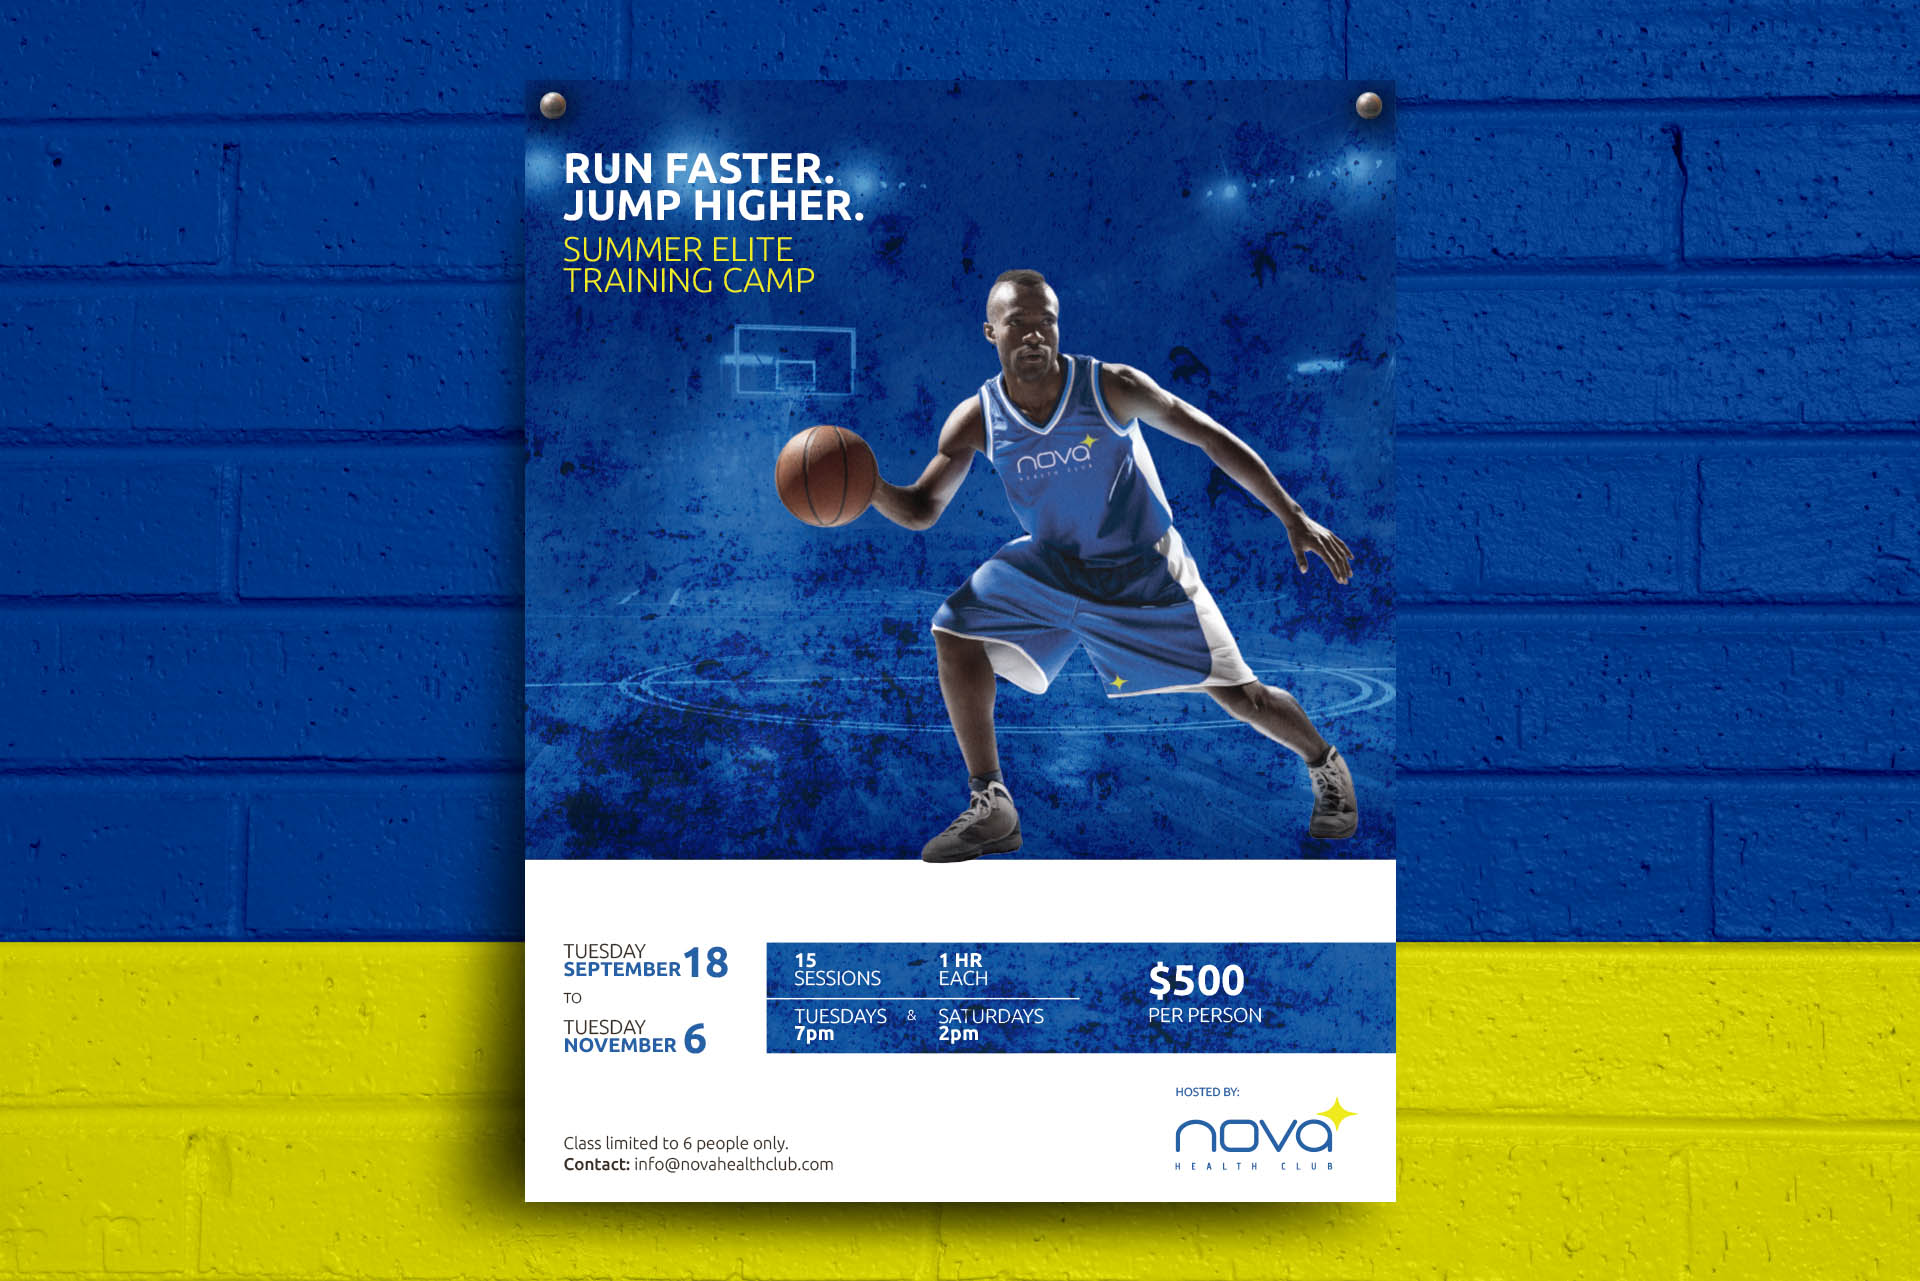 RUN FASTER.
JUMP HIGHER.
SUMMER ELITE
TRAINING CAMP
nova
HEALTH CLUB
TUESDAY
SEPTEMBER 18
TO
TUESDAY
NOVEMBER 6
15
SESSIONS
1 HR
EACH
TUESDAYS & SATURDAYS
7pm 2pm
$500
PER PERSON
HOSTED BY:
nova
HEALTH CLUB
Class limited to 6 people only.
Contact: info@novahealthclub.com